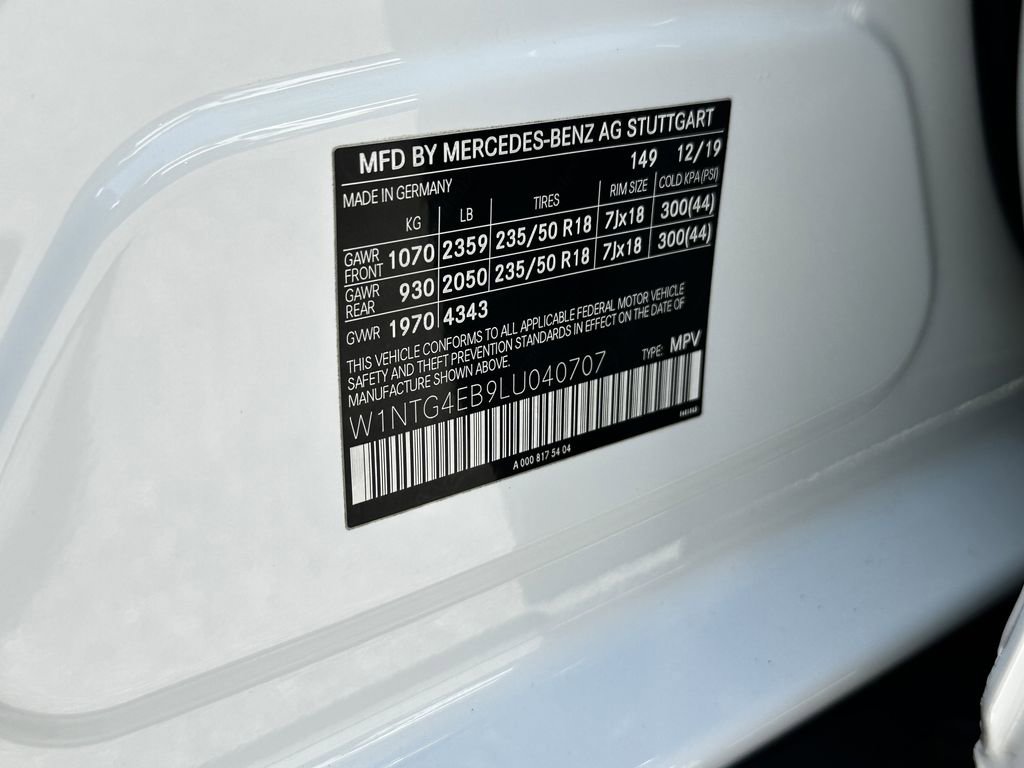 MFD BY MERCEDES-BENZ AG STUTTGART
MADE IN GERMANY 149 12/19
KG LB TIRES RIM SIZE COLD KPA (PSI)
GAWR FRONT 1070 2359 235/50 R18 7Jx18 300(44)
GAWR REAR 930 2050 235/50 R18 7Jx18 300(44)
GVWR 1970 4343
THIS VEHICLE CONFORMS TO ALL APPLICABLE FEDERAL MOTOR VEHICLE
SAFETY AND THEFT PREVENTION STANDARDS IN EFFECT ON THE DATE OF
MANUFACTURE SHOWN ABOVE.
TYPE: MPV
W1NTG4EB9LU040707
A 000 817 54 04